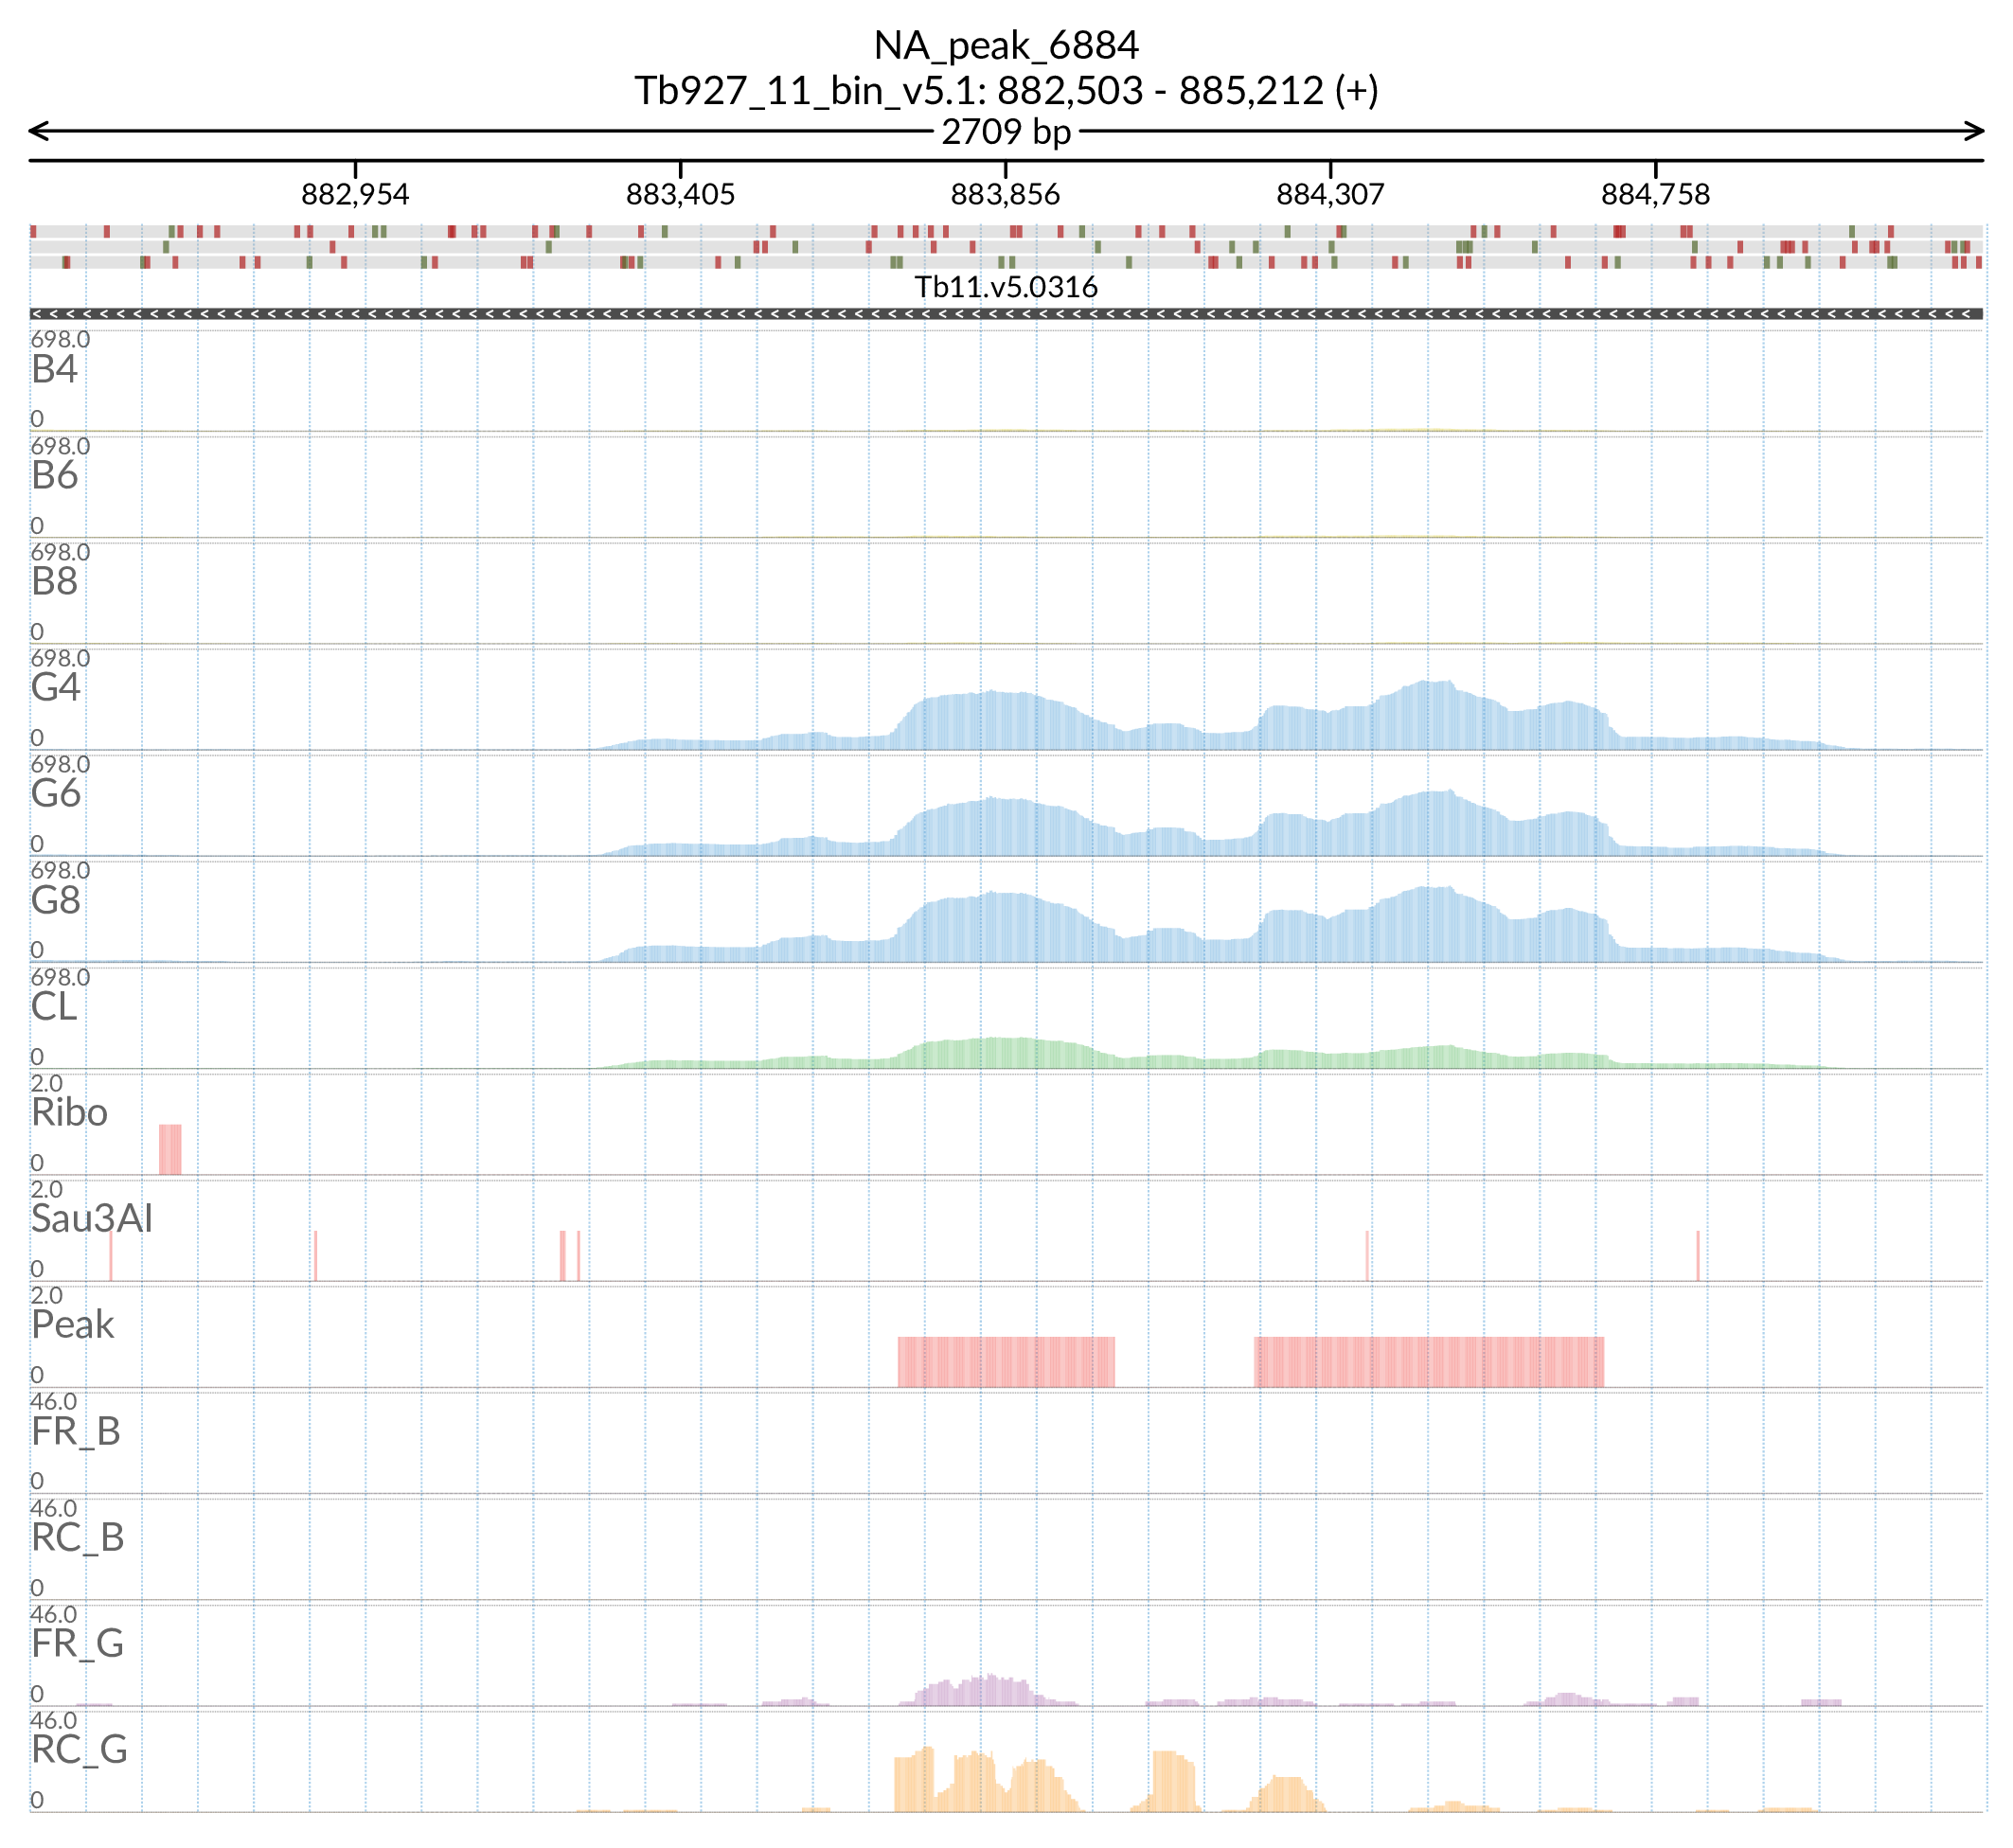 NA_peak_6884
Tb927_11_bin_v5.1: 882,503 - 885,212 (+)
2709 bp
882,954 883,405 883,856 884,307 884,758
Tb11.v5.0316
698.0
B4
0
698.0
B6
0
698.0
B8
0
698.0
G4
0
698.0
G6
0
698.0
G8
0
698.0
CL
0
2.0
Ribo
0
2.0
Sau3AI
0
2.0
Peak
0
46.0
FR_B
0
46.0
RC_B
0
46.0
FR_G
0
46.0
RC_G
0